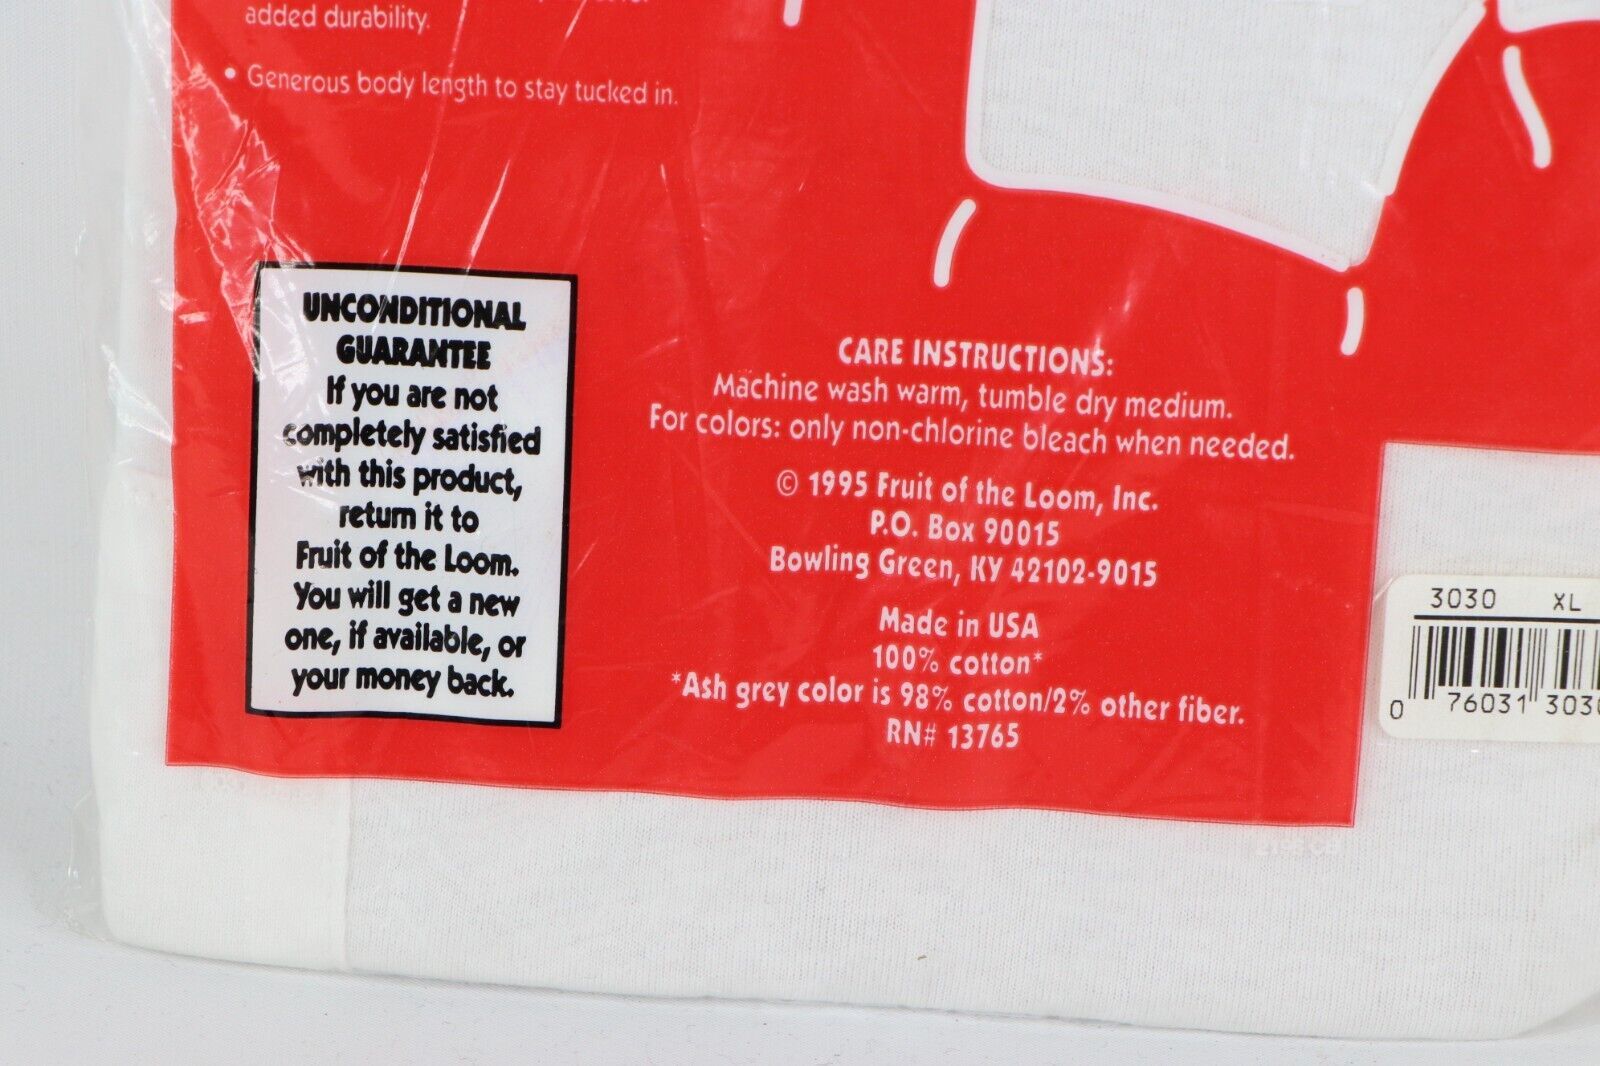 added durability.
• Generous body length to stay tucked in.
UNCONDITIONAL
GUARANTEE
If you are not
completely satisfied
with this product,
return it to
Fruit of the Loom.
You will get a new
one, if available, or
your money back.
CARE INSTRUCTIONS:
Machine wash warm, tumble dry medium.
For colors: only non-chlorine bleach when needed.
© 1995 Fruit of the Loom, Inc.
P.O. Box 90015
Bowling Green, KY 42102-9015
Made in USA
100% cotton*
*Ash grey color is 98% cotton/2% other fiber.
RN# 13765
3030 XL
0 76031 3030